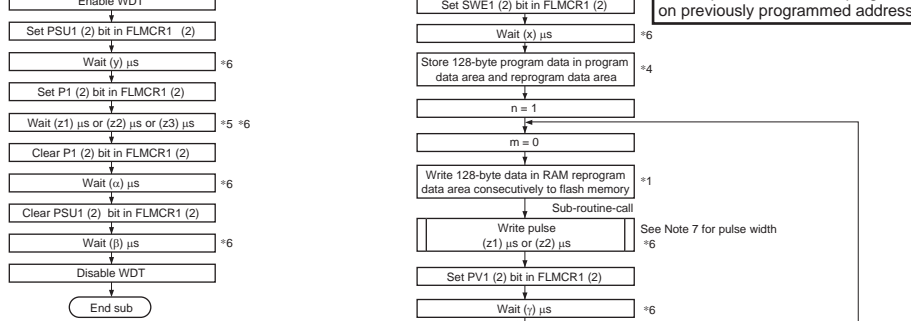 Enable WDT
Set PSU1 (2) bit in FLMCR1 (2)
Wait (y) µs
*6
Set P1 (2) bit in FLMCR1 (2)
Wait (z1) µs or (z2) µs or (z3) µs
*5 *6
Clear P1 (2) bit in FLMCR1 (2)
Wait (α) µs
*6
Clear PSU1 (2) bit in FLMCR1 (2)
Wait (β) µs
*6
Disable WDT
End sub
Set SWE1 (2) bit in FLMCR1 (2)
Wait (x) µs
*6
Store 128-byte program data in program
data area and reprogram data area
*4
n = 1
m = 0
Write 128-byte data in RAM reprogram
data area consecutively to flash memory
*1
Sub-routine-call
Write pulse
(z1) µs or (z2) µs
See Note 7 for pulse width
*6
Set PV1 (2) bit in FLMCR1 (2)
Wait (γ) µs
*6
on previously programmed address